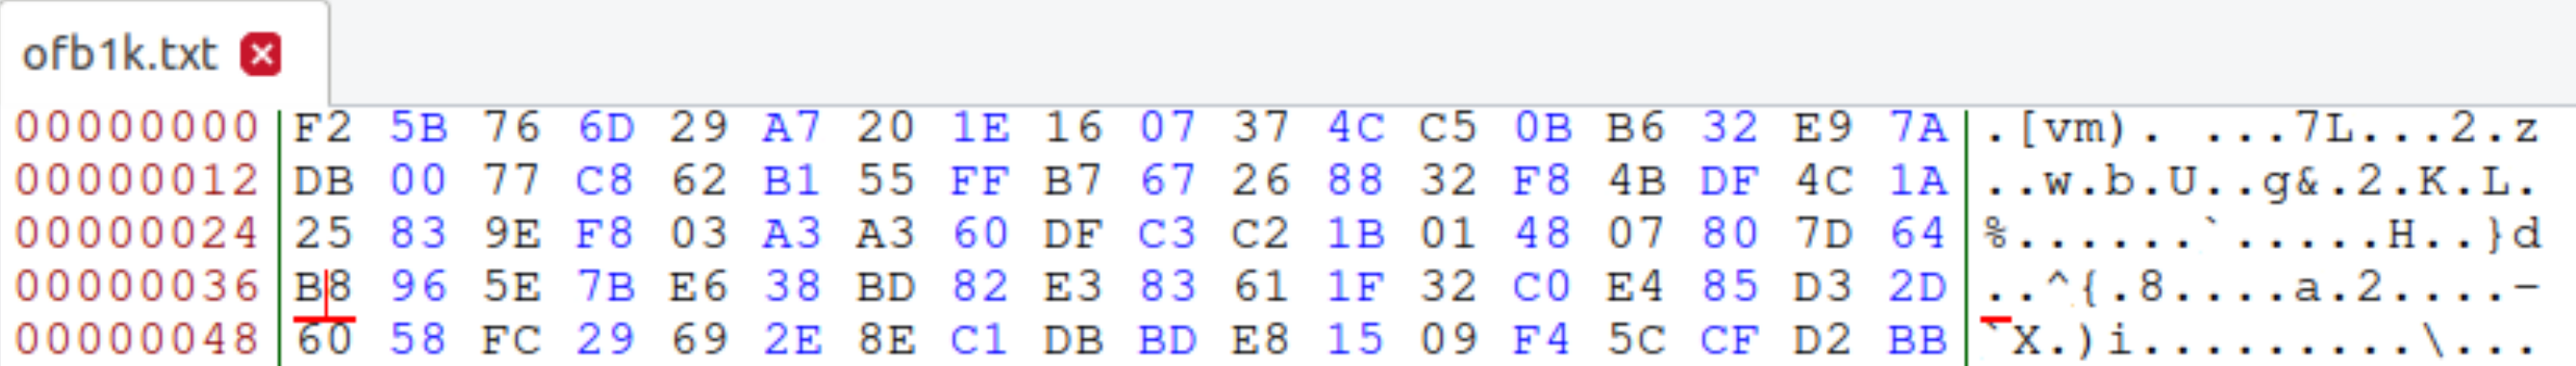 ofb1k.txt
00000000 F2 5B 76 6D 29 A7 20 1E 16 07 37 4C C5 0B B6 32 E9 7A .[vm). ...7L...2.z
00000012 DB 00 77 C8 62 B1 55 FF B7 67 26 88 32 F8 4B DF 4C 1A ..w.b.U..g&.2.K.L.
00000024 25 83 9E F8 03 A3 A3 60 DF C3 C2 1B 01 48 07 80 7D 64 %......`.....H..}d
00000036 B8 96 5E 7B E6 38 BD 82 E3 83 61 1F 32 C0 E4 85 D3 2D ..^{.8....a.2....-
00000048 60 58 FC 29 69 2E 8E C1 DB BD E8 15 09 F4 5C CF D2 BB `X.)i.........\...